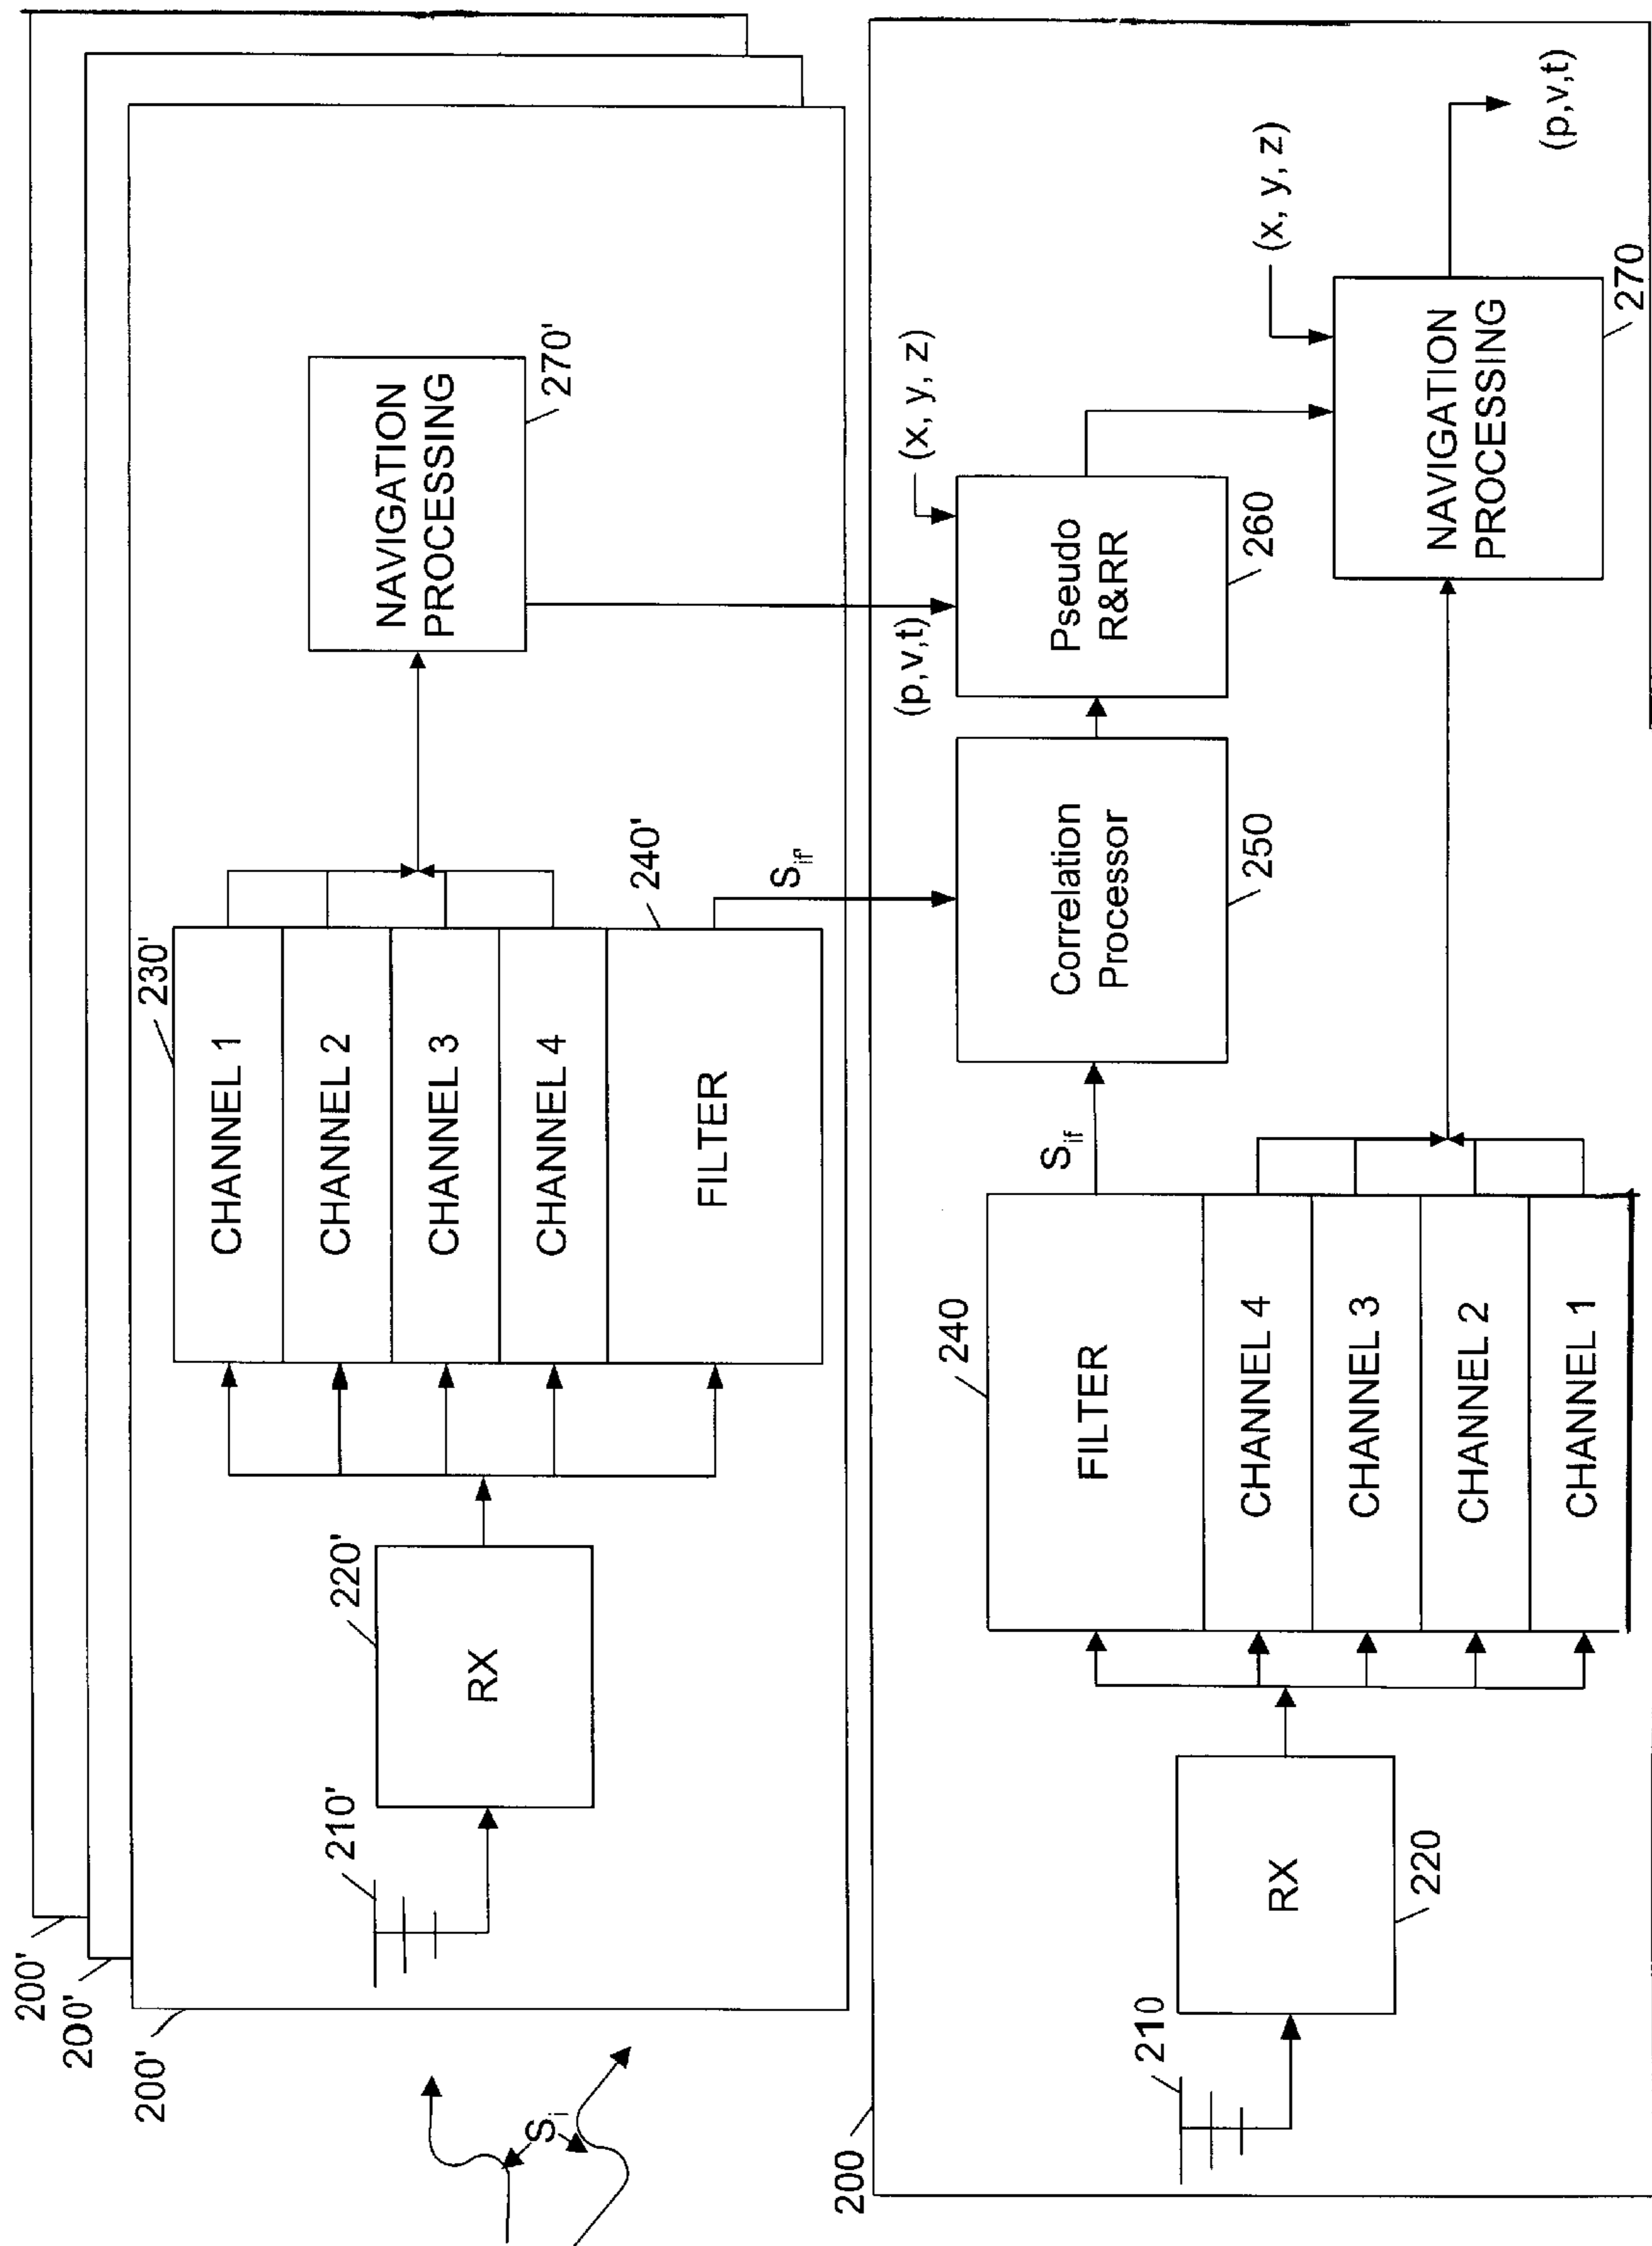 200'
200'
200'
S_i
210'
220'
RX
230'
CHANNEL 1
CHANNEL 2
CHANNEL 3
CHANNEL 4
FILTER
240'
S_if'
NAVIGATION
PROCESSING
270'
(p,v,t)
200
210
RX
220
240
FILTER
CHANNEL 4
CHANNEL 3
CHANNEL 2
CHANNEL 1
S_if
Correlation
Processor
250
Pseudo
R&RR
260
(x, y, z)
NAVIGATION
PROCESSING
270
(x, y, z)
(p,v,t)